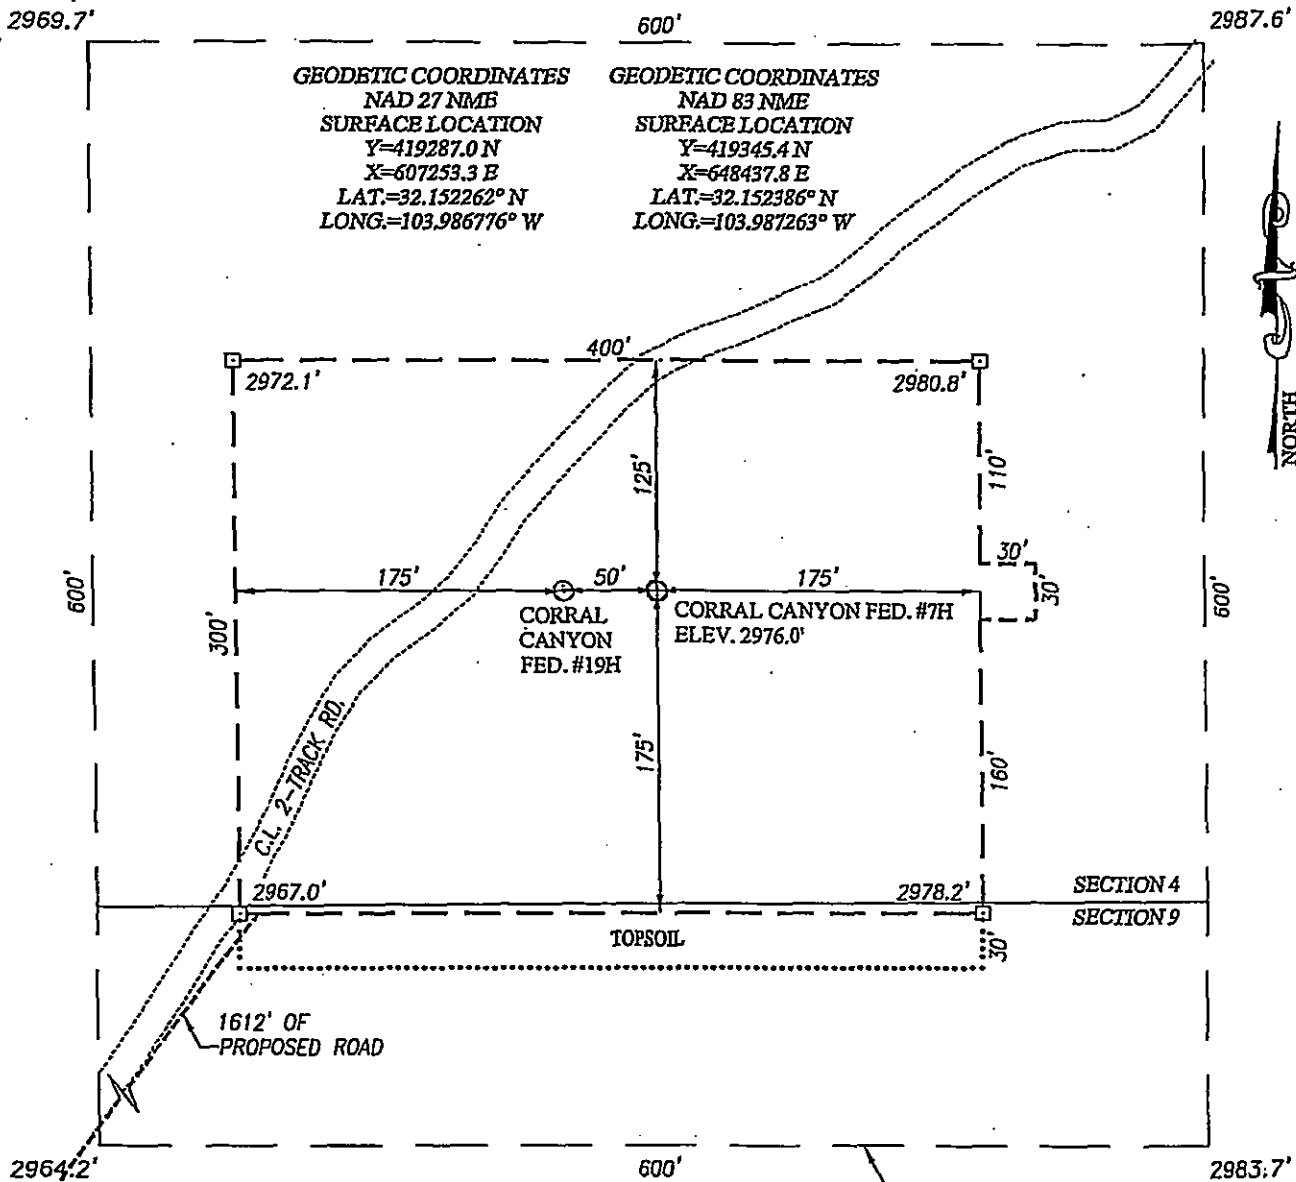 2969.7'
600'
2987.6'
GEODETIC COORDINATES
NAD 27 NME
SURFACE LOCATION
Y=419287.0 N
X=607253.3 E
LAT.=32.152262° N
LONG.=103.986776° W
GEODETIC COORDINATES
NAD 83 NME
SURFACE LOCATION
Y=419345.4 N
X=648437.8 E
LAT.=32.152386° N
LONG.=103.987263° W
NORTH
400'
2972.1'
2980.8'
110'
125'
30'
30'
175'
50'
175'
600'
300'
600'
CORRAL
CANYON
FED. #19H
CORRAL CANYON FED. #7H
ELEV. 2976.0'
C.L. 2-TRACK RD.
175'
160'
2967.0'
2978.2'
SECTION 4
SECTION 9
TOPSOIL
30'
1612' OF
PROPOSED ROAD
2964.2'
600'
2983.7'